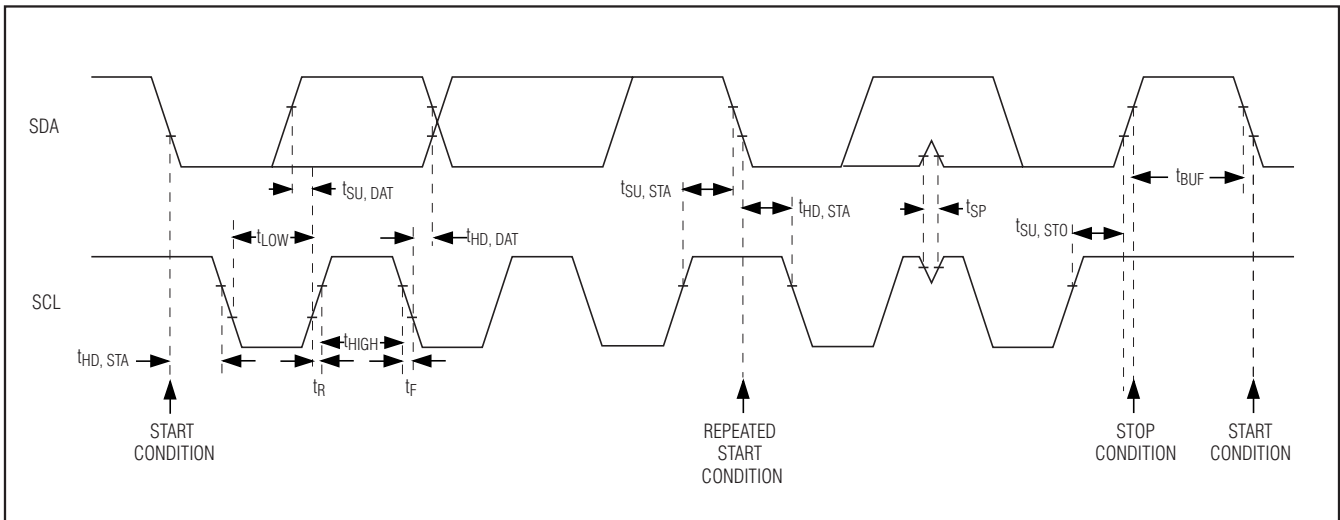 SDA
tSU, DAT
tSU, STA
tHD, STA
tSP
tBUF
tLOW
tHD, DAT
tSU, STO
SCL
tHIGH
tHD, STA
tR
tF
START
CONDITION
REPEATED
START
CONDITION
STOP
CONDITION
START
CONDITION